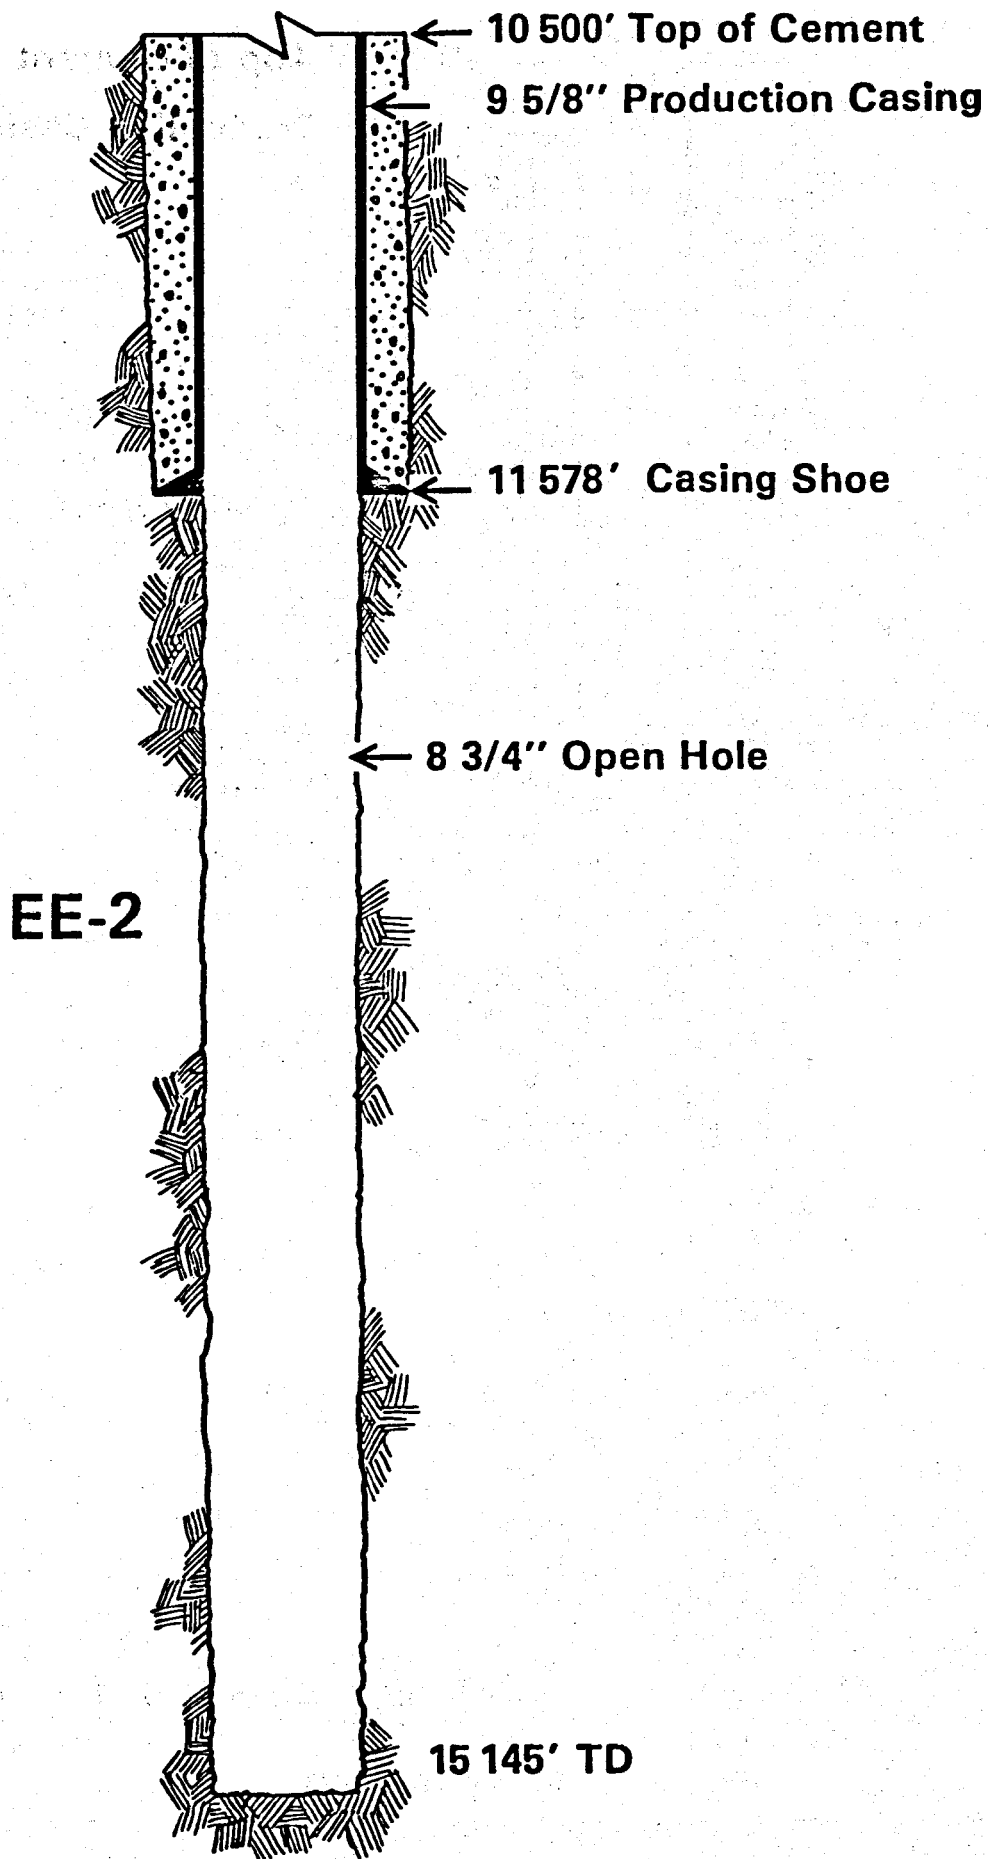 10 500′ Top of Cement
9 5/8″ Production Casing
11 578′ Casing Shoe
8 3/4″ Open Hole
EE-2
15 145′ TD